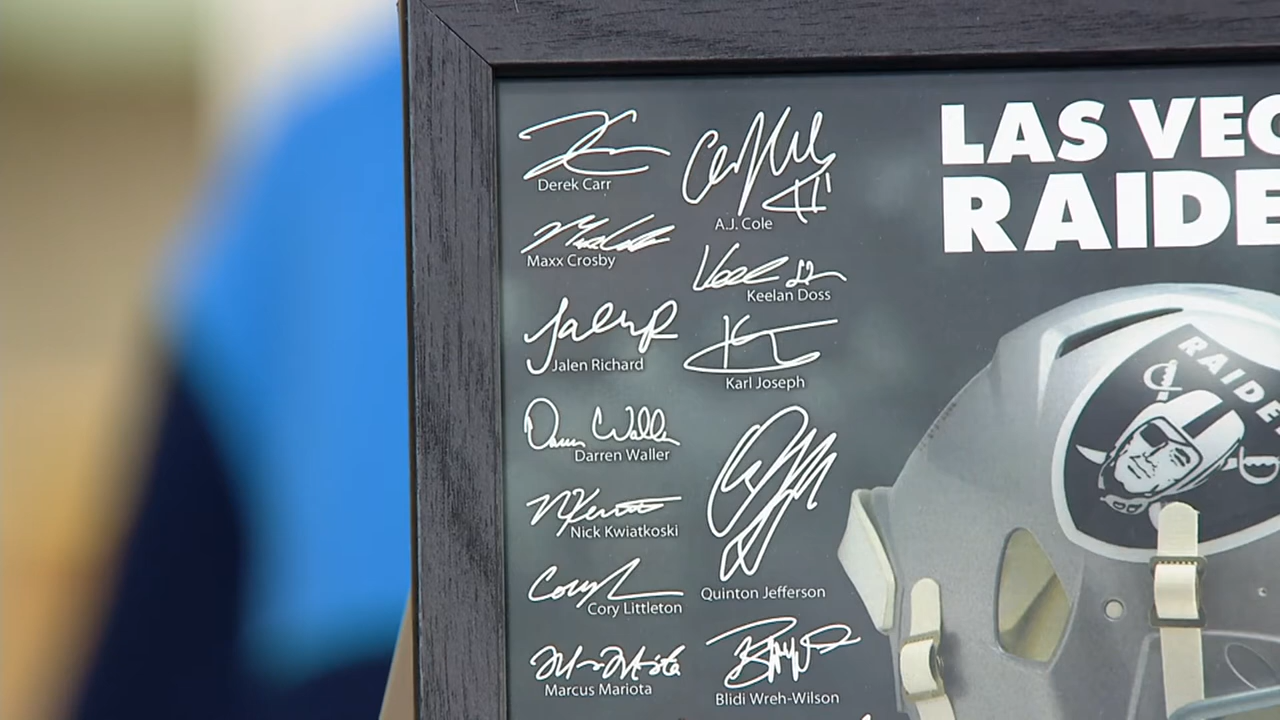 LAS VEG
RAIDE
Derek Carr
A.J. Cole
Maxx Crosby
Keelan Doss
Jalen Richard
Karl Joseph
Darren Waller
Nick Kwiatkoski
Quinton Jefferson
Cory Littleton
Marcus Mariota
Blidi Wreh-Wilson
RAIDE